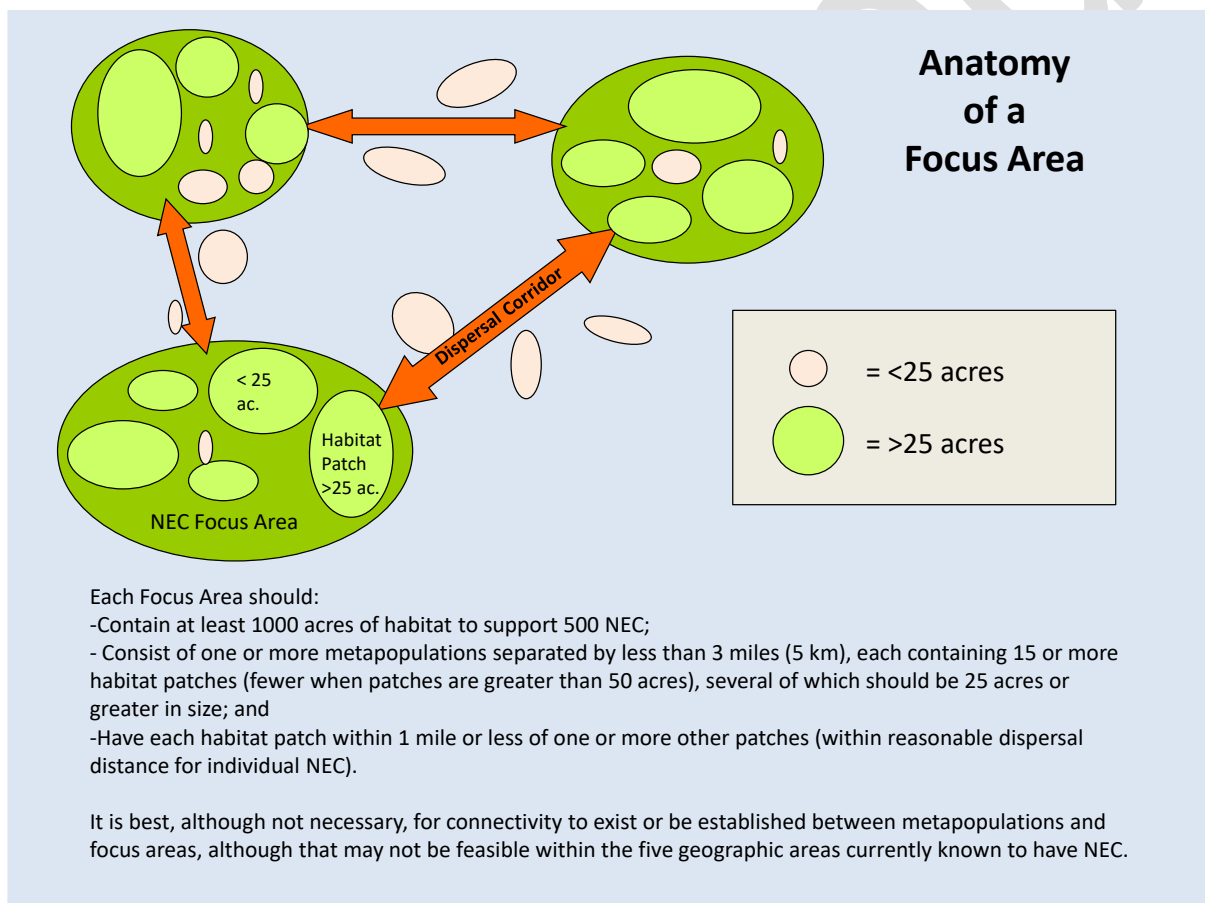 Anatomy
of a
Focus Area
Dispersal Corridor
< 25
ac.
Habitat
Patch
>25 ac.
NEC Focus Area
= <25 acres
= >25 acres
Each Focus Area should:
-Contain at least 1000 acres of habitat to support 500 NEC;
- Consist of one or more metapopulations separated by less than 3 miles (5 km), each containing 15 or more
habitat patches (fewer when patches are greater than 50 acres), several of which should be 25 acres or
greater in size; and
-Have each habitat patch within 1 mile or less of one or more other patches (within reasonable dispersal
distance for individual NEC).
It is best, although not necessary, for connectivity to exist or be established between metapopulations and
focus areas, although that may not be feasible within the five geographic areas currently known to have NEC.